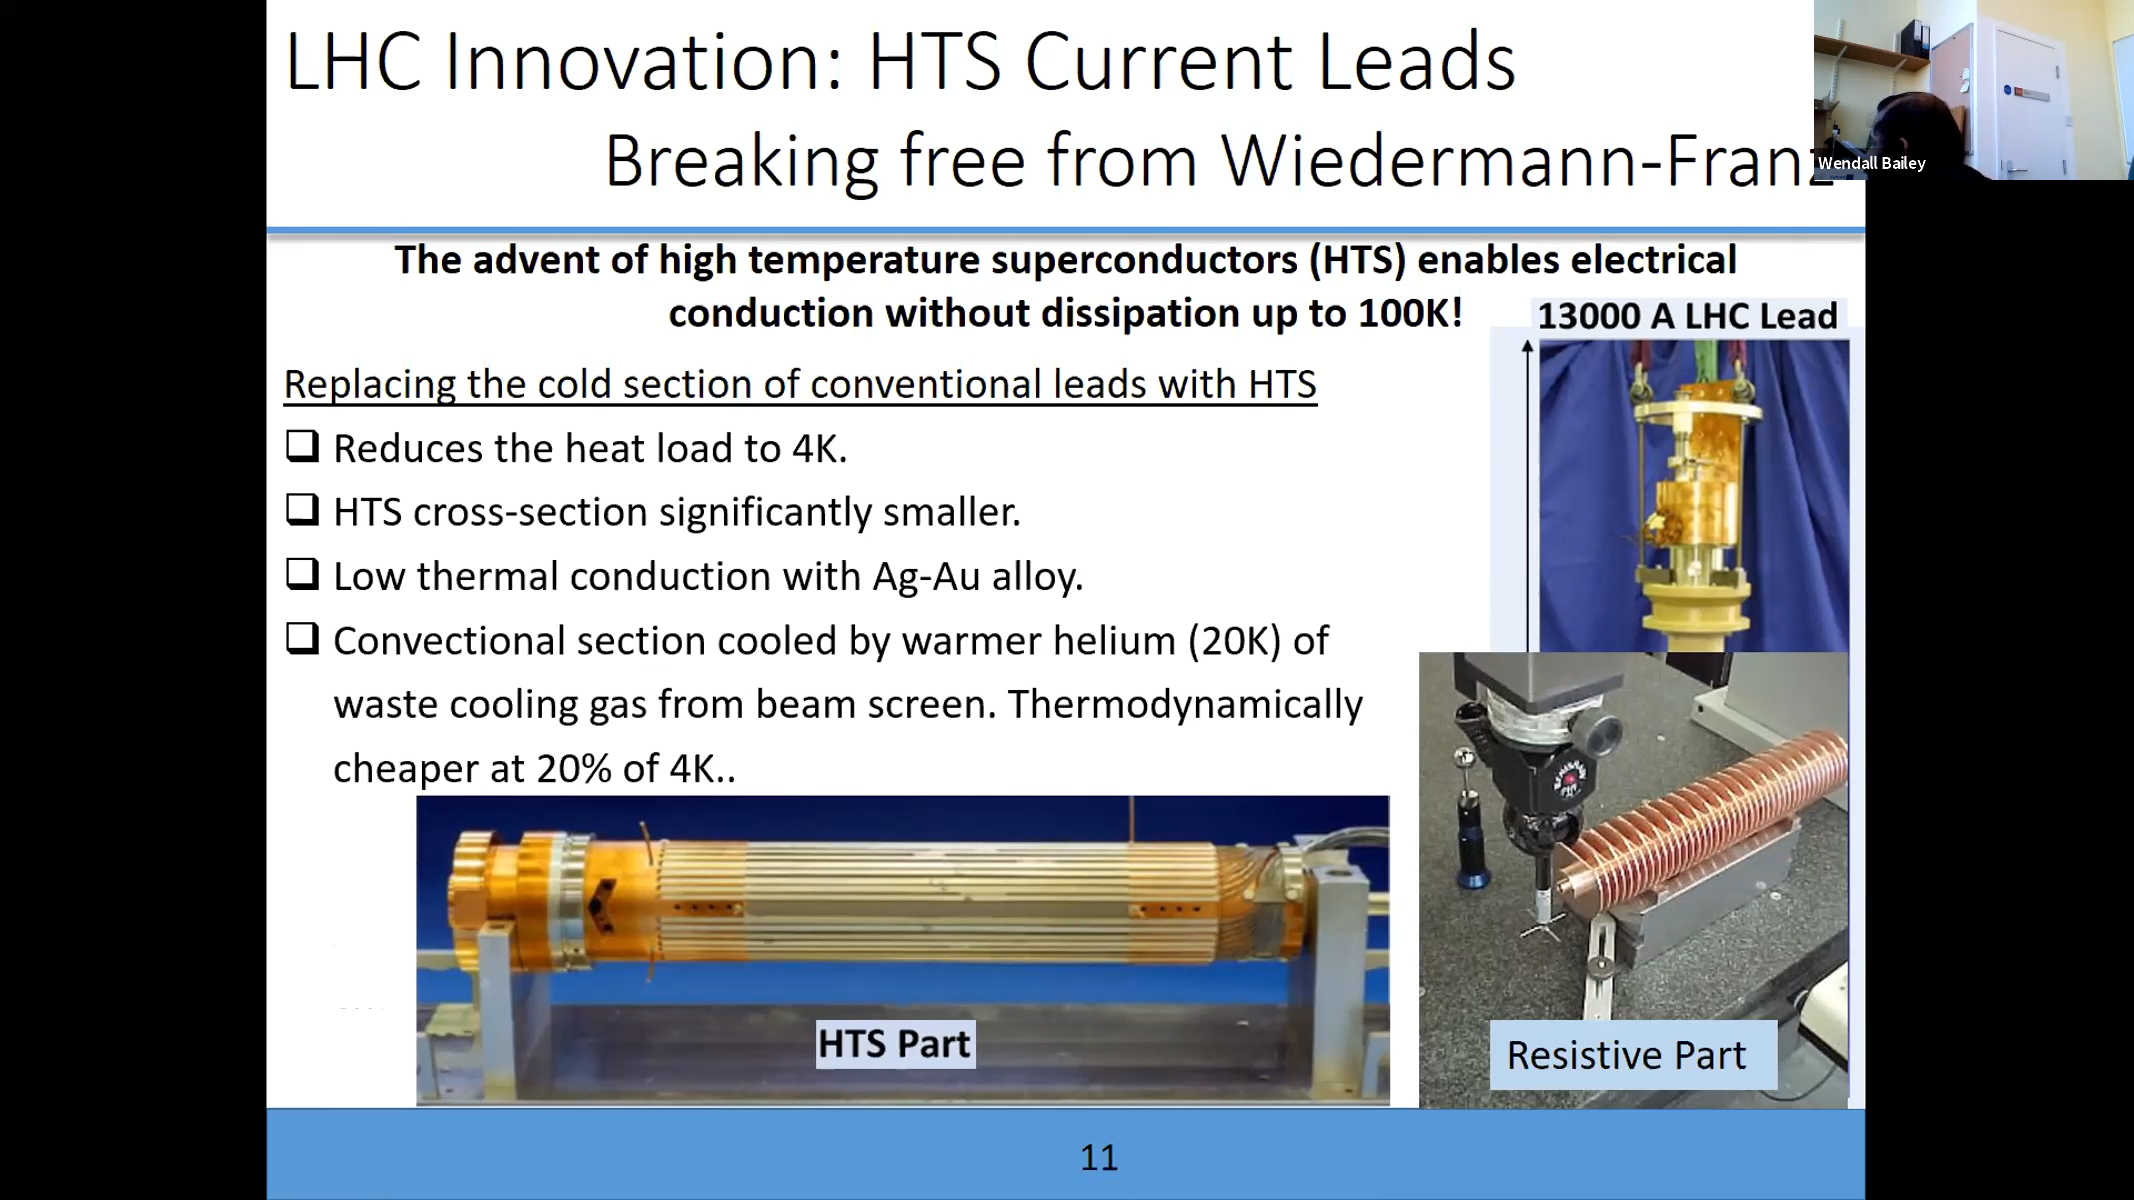 LHC Innovation: HTS Current Leads
Breaking free from Wiedermann-Franz
Wendall Bailey
The advent of high temperature superconductors (HTS) enables electrical
conduction without dissipation up to 100K!
13000 A LHC Lead
Replacing the cold section of conventional leads with HTS
Reduces the heat load to 4K.
HTS cross-section significantly smaller.
Low thermal conduction with Ag-Au alloy.
Convectional section cooled by warmer helium (20K) of
waste cooling gas from beam screen. Thermodynamically
cheaper at 20% of 4K..
HTS Part
Resistive Part
11